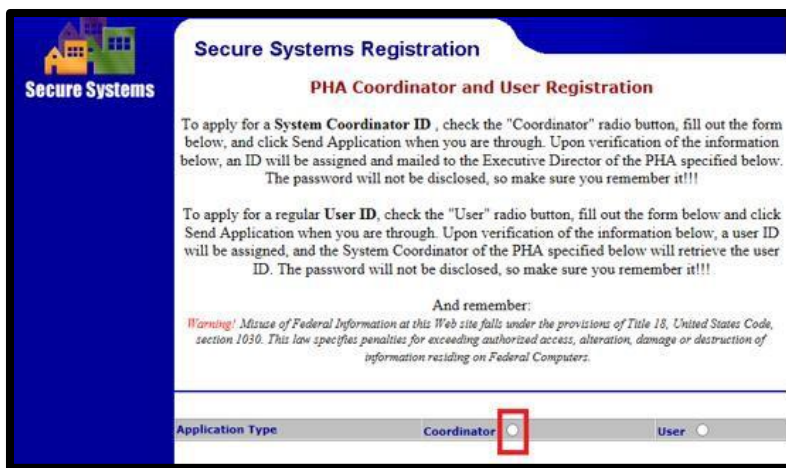 Secure Systems
Secure Systems Registration
PHA Coordinator and User Registration
To apply for a System Coordinator ID , check the "Coordinator" radio button, fill out the form
below, and click Send Application when you are through. Upon verification of the information
below, an ID will be assigned and mailed to the Executive Director of the PHA specified below.
The password will not be disclosed, so make sure you remember it!!!
To apply for a regular User ID, check the "User" radio button, fill out the form below and click
Send Application when you are through. Upon verification of the information below, a user ID
will be assigned, and the System Coordinator of the PHA specified below will retrieve the user
ID. The password will not be disclosed, so make sure you remember it!!!
And remember:
Warning! Misuse of Federal Information at this Web site falls under the provisions of Title 18, United States Code,
section 1030. This law specifies penalties for exceeding authorized access, alteration, damage or destruction of
information residing on Federal Computers.
Application Type Coordinator User